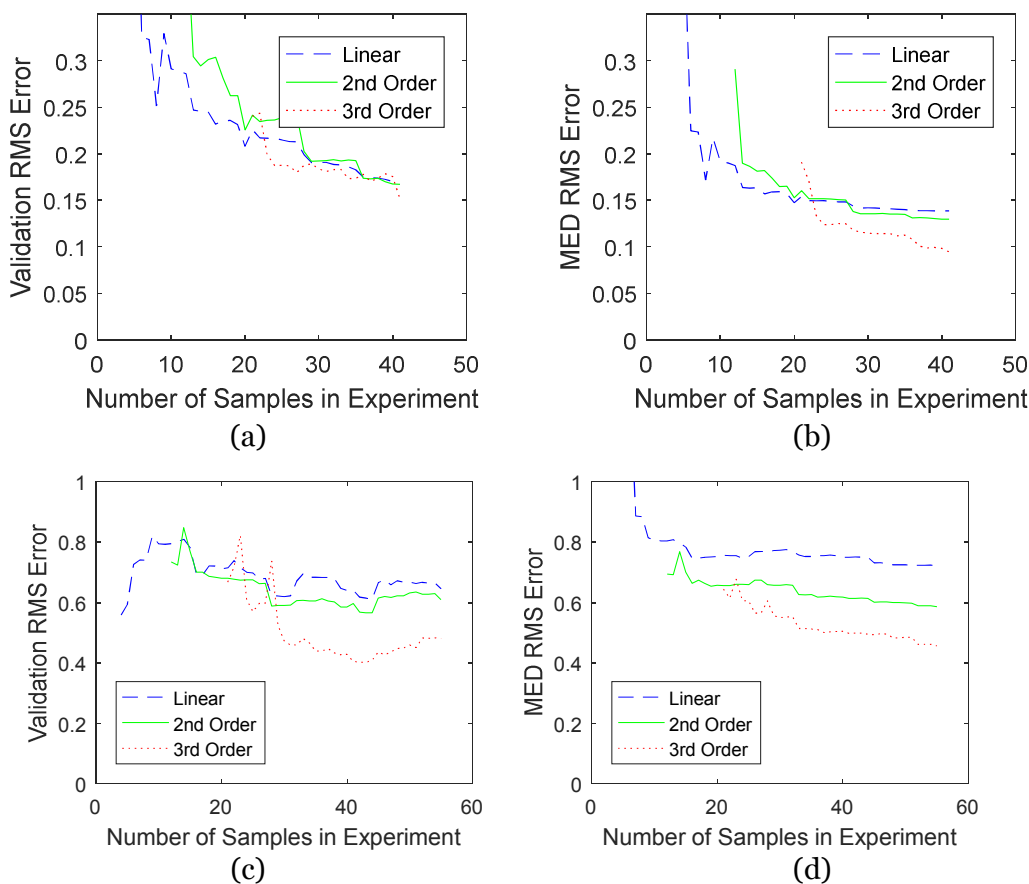 Validation RMS Error
0.3
0.25
0.2
0.15
0.1
0.05
0
Linear
2nd Order
3rd Order
0 10 20 30 40 50
Number of Samples in Experiment
(a)
MED RMS Error
0.3
0.25
0.2
0.15
0.1
0.05
0
Linear
2nd Order
3rd Order
0 10 20 30 40 50
Number of Samples in Experiment
(b)
Validation RMS Error
1
0.8
0.6
0.4
0.2
0
Linear
2nd Order
3rd Order
0 20 40 60
Number of Samples in Experiment
(c)
MED RMS Error
1
0.8
0.6
0.4
0.2
0
Linear
2nd Order
3rd Order
0 20 40 60
Number of Samples in Experiment
(d)